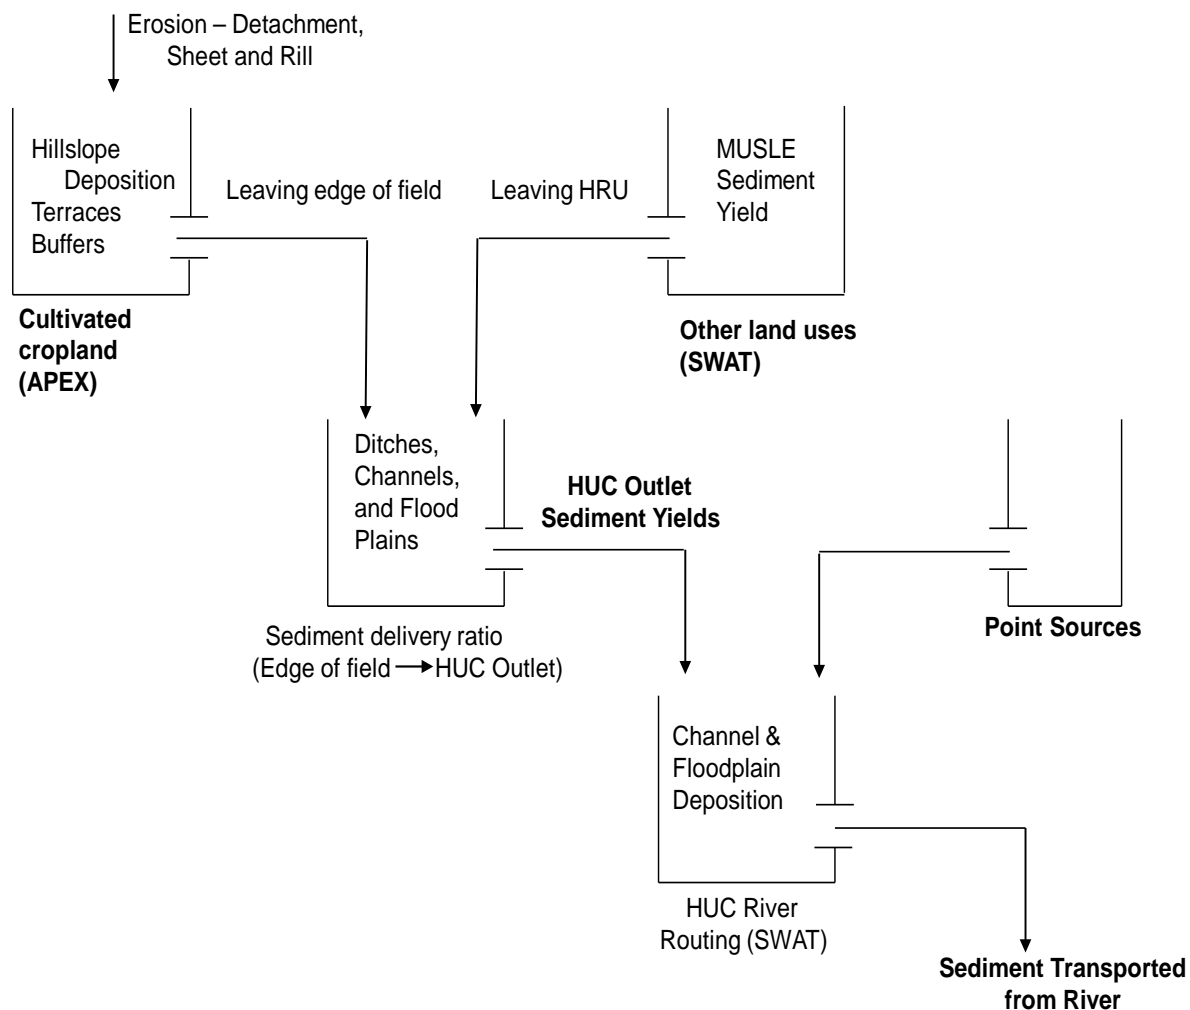 Erosion – Detachment,
Sheet and Rill
Hillslope
Deposition
Terraces
Buffers
Leaving edge of field
Leaving HRU
MUSLE
Sediment
Yield
Cultivated
cropland
(APEX)
Other land uses
(SWAT)
Ditches,
Channels,
and Flood
Plains
HUC Outlet
Sediment Yields
Sediment delivery ratio
(Edge of field → HUC Outlet)
Point Sources
Channel &
Floodplain
Deposition
HUC River
Routing (SWAT)
Sediment Transported
from River